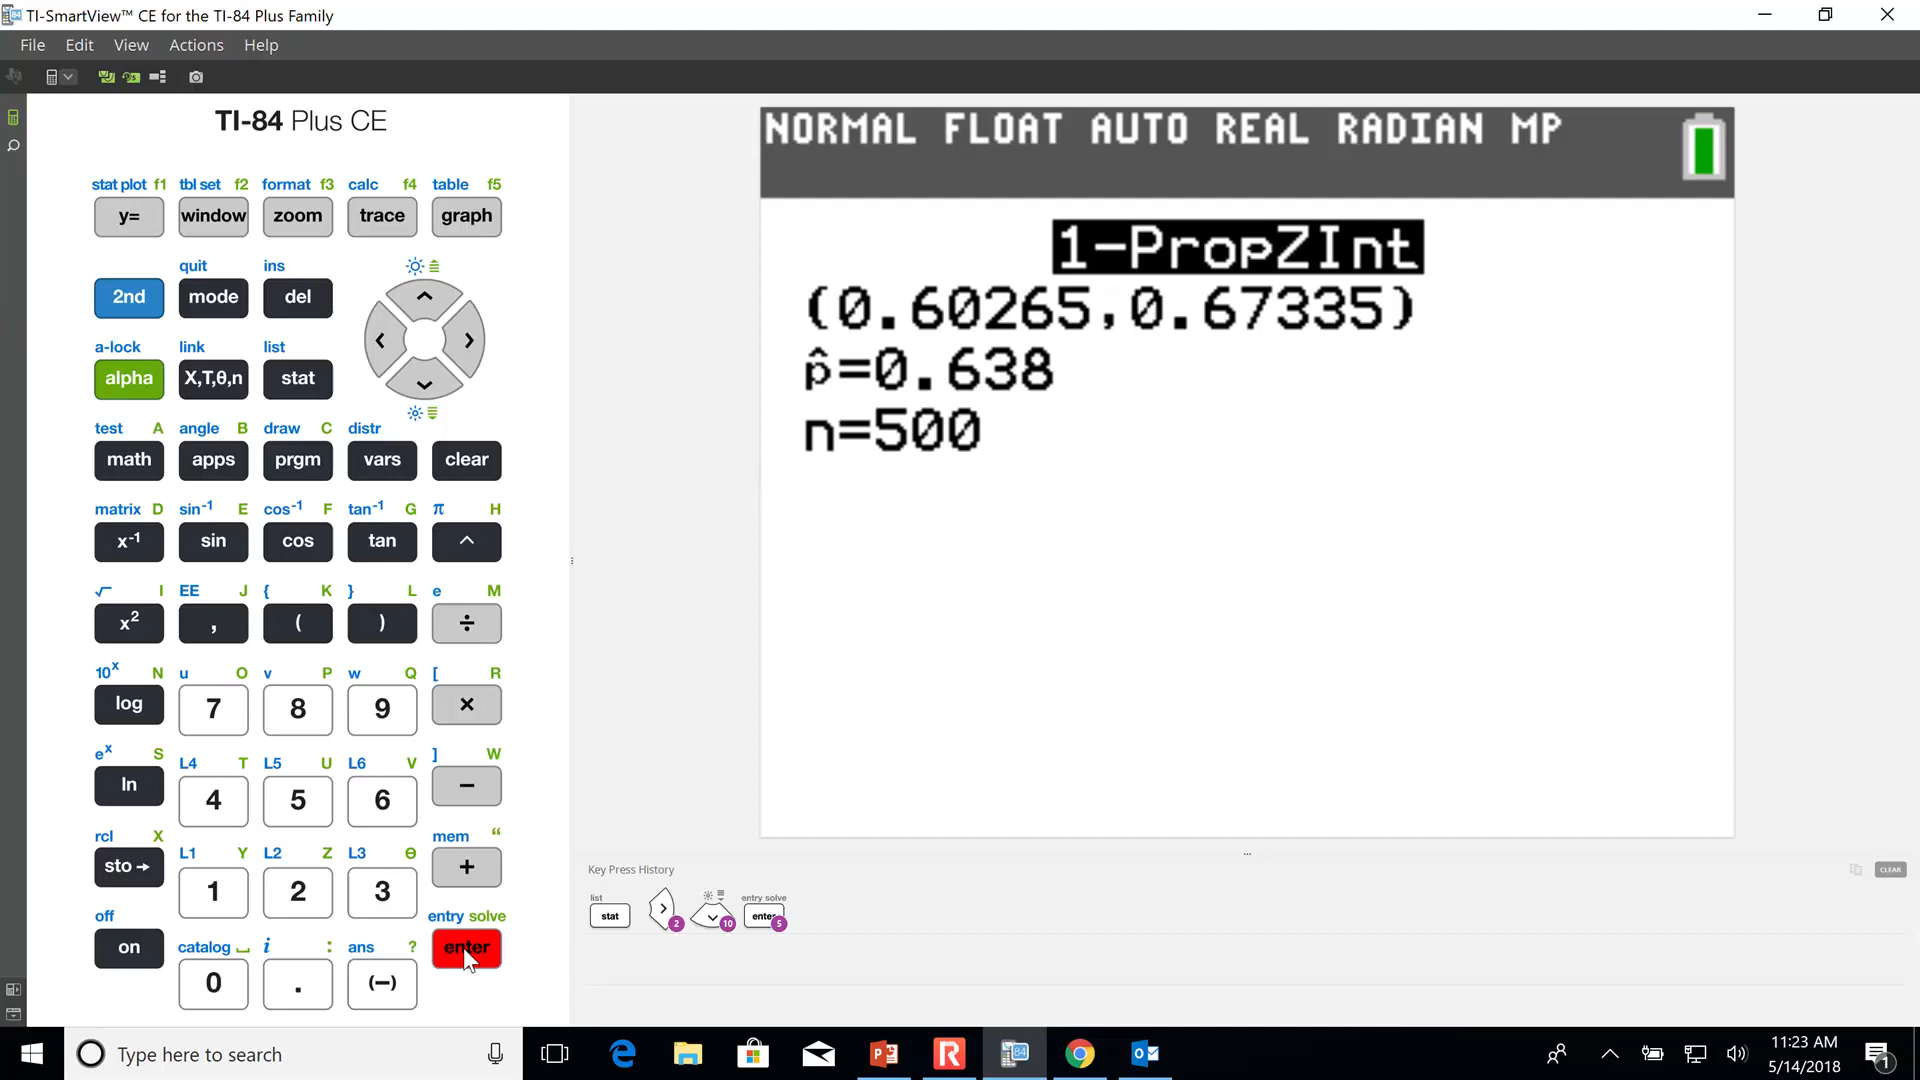 TI-SmartView™ CE for the TI-84 Plus Family
File Edit View Actions Help
TI-84 Plus CE
stat plot f1 tbl set f2 format f3 calc f4 table f5
y= window zoom trace graph
quit ins
2nd mode del
a-lock link list
alpha X,T,θ,n stat
test A angle B draw C distr
math apps prgm vars clear
matrix D sin-1 E cos-1 F tan-1 G π H
x-1 sin cos tan ^
√ I EE J { K } L e M
x2 , ( ) ÷
10x N u O v P w Q [ R
log 7 8 9 ×
ex S L4 T L5 U L6 V ] W
ln 4 5 6 −
rcl X L1 Y L2 Z L3 θ mem “
sto→ 1 2 3 +
off catalog ⎵ i : ans ? entry solve
on 0 . (−) enter
NORMAL FLOAT AUTO REAL RADIAN MP
1-PropZInt
(0.60265,0.67335)
p̂=0.638
n=500
Key Press History
CLEAR
list entry solve
stat 2 10 enter 5
Type here to search
11:23 AM
5/14/2018
1